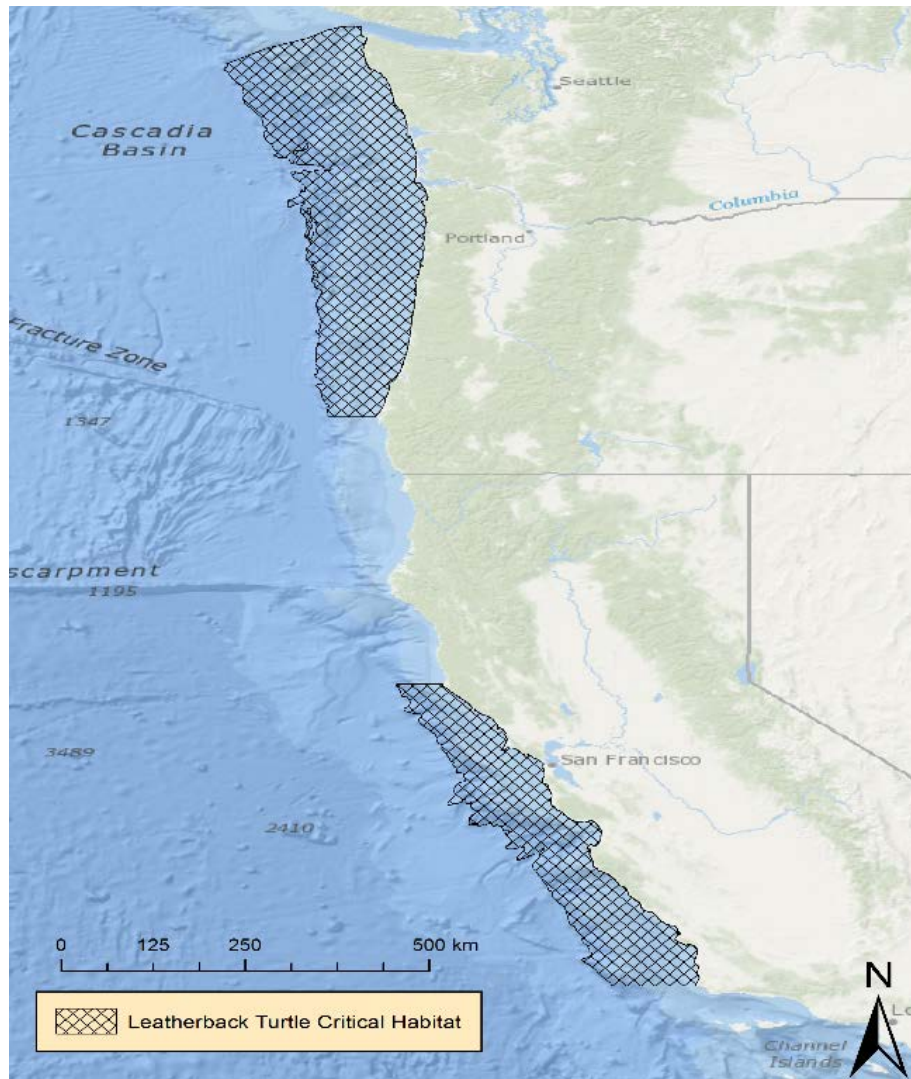 Seattle
Cascadia
Basin
Columbia
Portland
Fracture Zone
1347
scarpment
1195
San Francisco
3489
2410
0 125 250 500 km
N
Leatherback Turtle Critical Habitat
Lo
Channel
Islands